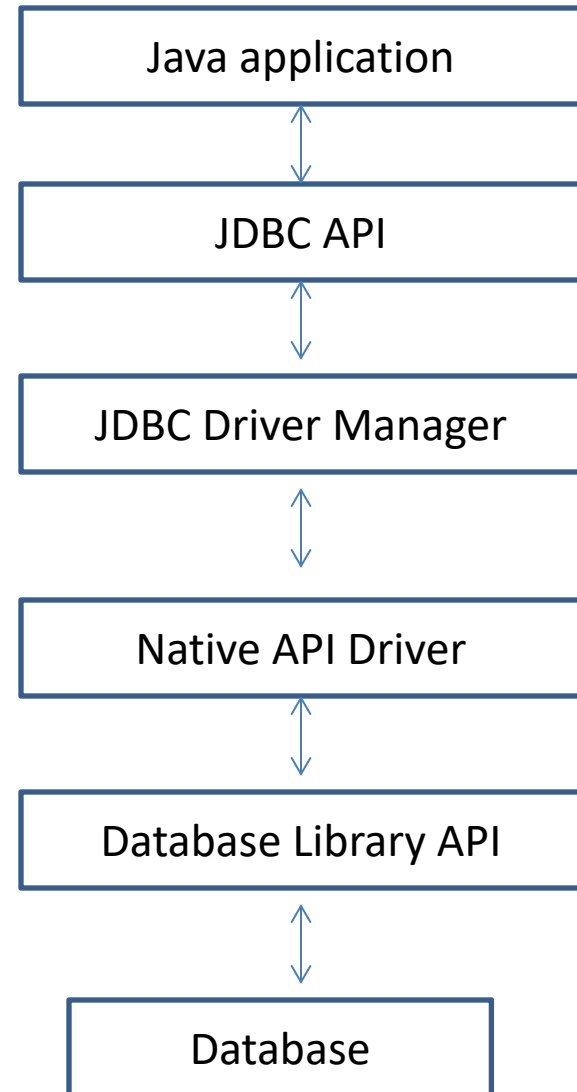 Java application
JDBC API
JDBC Driver Manager
Native API Driver
Database Library API
Database